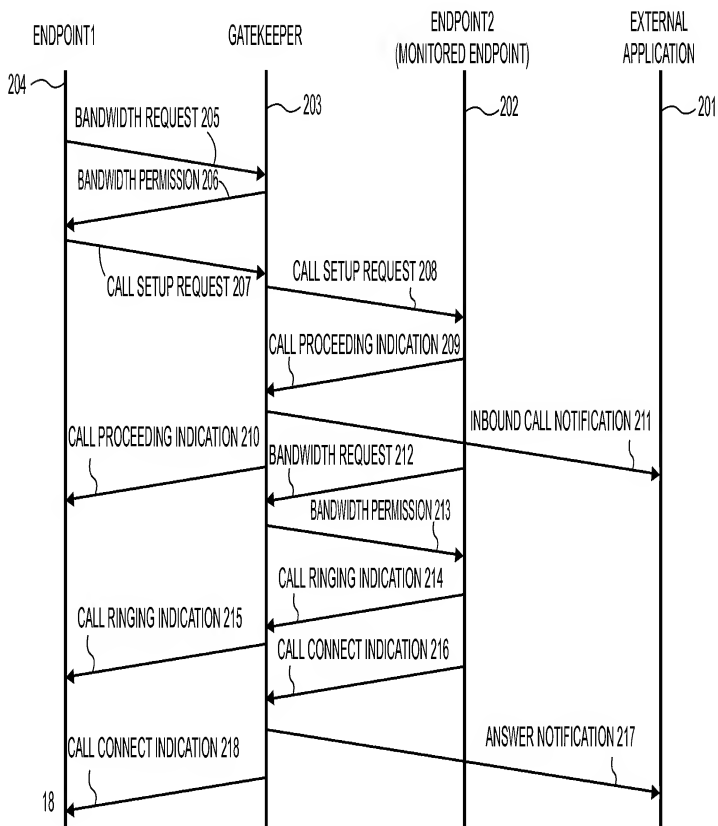 ENDPOINT1
GATEKEEPER
ENDPOINT2
(MONITORED ENDPOINT)
EXTERNAL
APPLICATION
204
203
202
201
BANDWIDTH REQUEST 205
BANDWIDTH PERMISSION 206
CALL SETUP REQUEST 207
CALL SETUP REQUEST 208
CALL PROCEEDING INDICATION 209
CALL PROCEEDING INDICATION 210
INBOUND CALL NOTIFICATION 211
BANDWIDTH REQUEST 212
BANDWIDTH PERMISSION 213
CALL RINGING INDICATION 214
CALL RINGING INDICATION 215
CALL CONNECT INDICATION 216
ANSWER NOTIFICATION 217
CALL CONNECT INDICATION 218
18